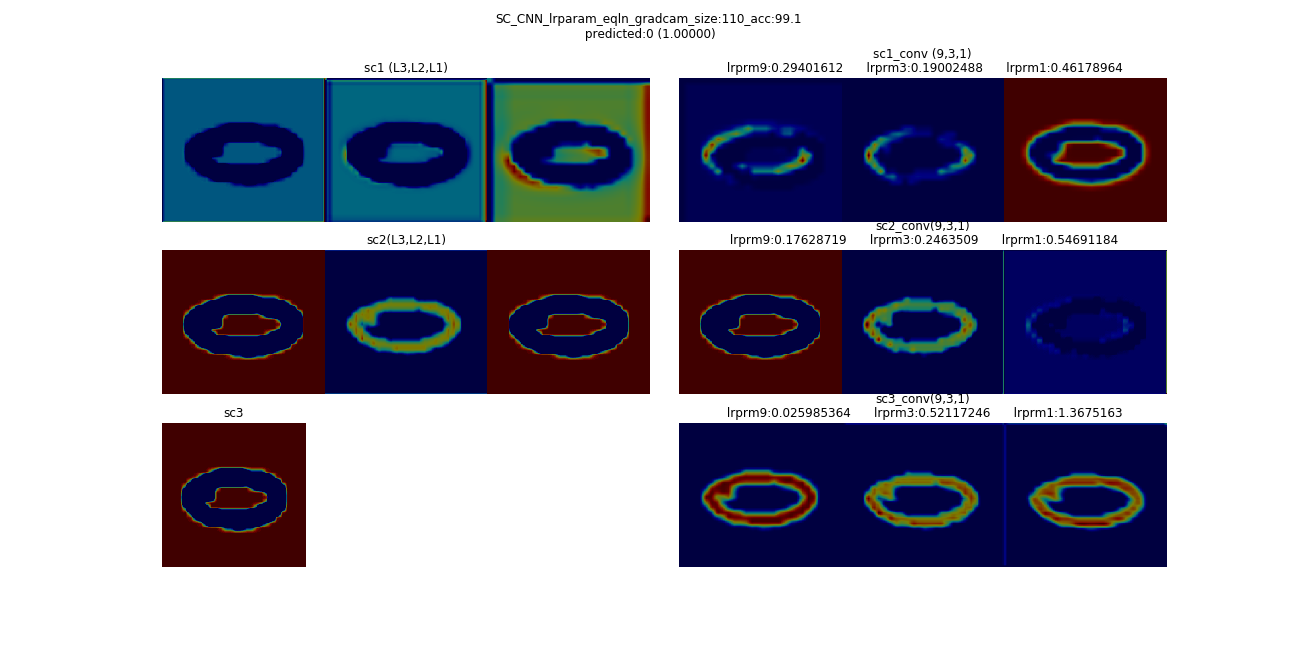 SC_CNN_lrparam_eqln_gradcam_size:110_acc:99.1
predicted:0 (1.00000)
sc1 (L3,L2,L1)
sc1_conv (9,3,1)
lrprm9:0.29401612 lrprm3:0.19002488 lrprm1:0.46178964
sc2(L3,L2,L1)
sc2_conv(9,3,1)
lrprm9:0.17628719 lrprm3:0.2463509 lrprm1:0.54691184
sc3
sc3_conv(9,3,1)
lrprm9:0.025985364 lrprm3:0.52117246 lrprm1:1.3675163